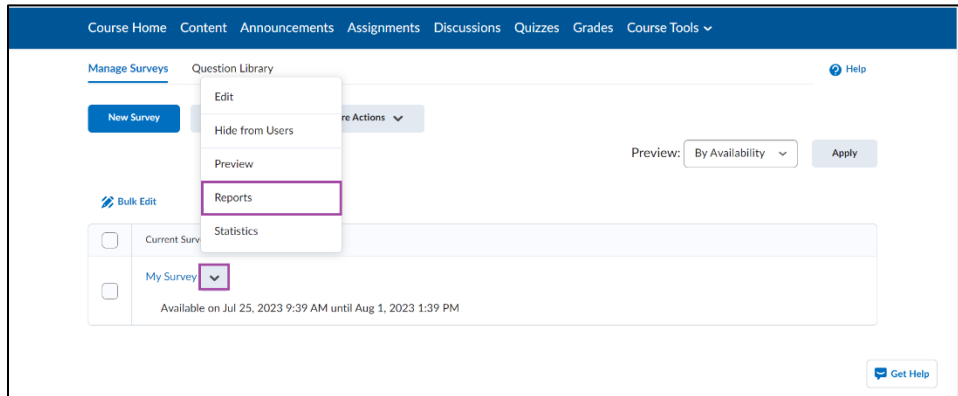 Course Home Content Announcements Assignments Discussions Quizzes Grades Course Tools
Manage Surveys Question Library Help
Edit
New Survey re Actions
Hide from Users
Preview: By Availability Apply
Preview
Bulk Edit Reports
Statistics
Current Surv
My Survey
Available on Jul 25, 2023 9:39 AM until Aug 1, 2023 1:39 PM
Get Help